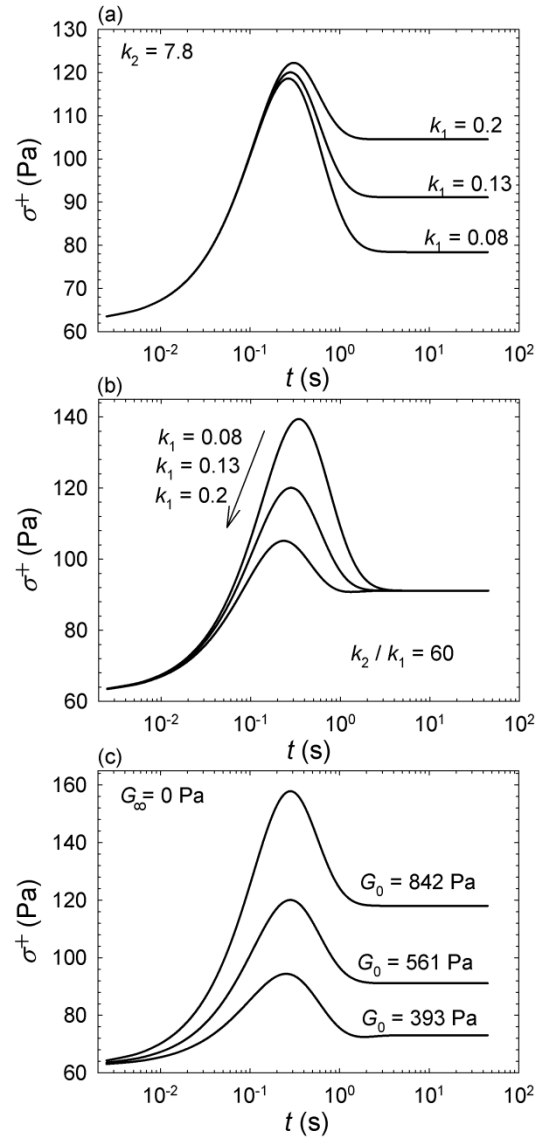 (a)
130
120
110
100
90
80
70
60
σ⁺ (Pa)
k₂ = 7.8
k₁ = 0.2
k₁ = 0.13
k₁ = 0.08
10⁻² 10⁻¹ 10⁰ 10¹ 10²
t (s)
(b)
140
120
100
80
60
σ⁺ (Pa)
k₁ = 0.08
k₁ = 0.13
k₁ = 0.2
k₂ / k₁ = 60
10⁻² 10⁻¹ 10⁰ 10¹ 10²
t (s)
(c)
160
140
120
100
80
60
σ⁺ (Pa)
G∞= 0 Pa
G₀ = 842 Pa
G₀ = 561 Pa
G₀ = 393 Pa
10⁻² 10⁻¹ 10⁰ 10¹ 10²
t (s)